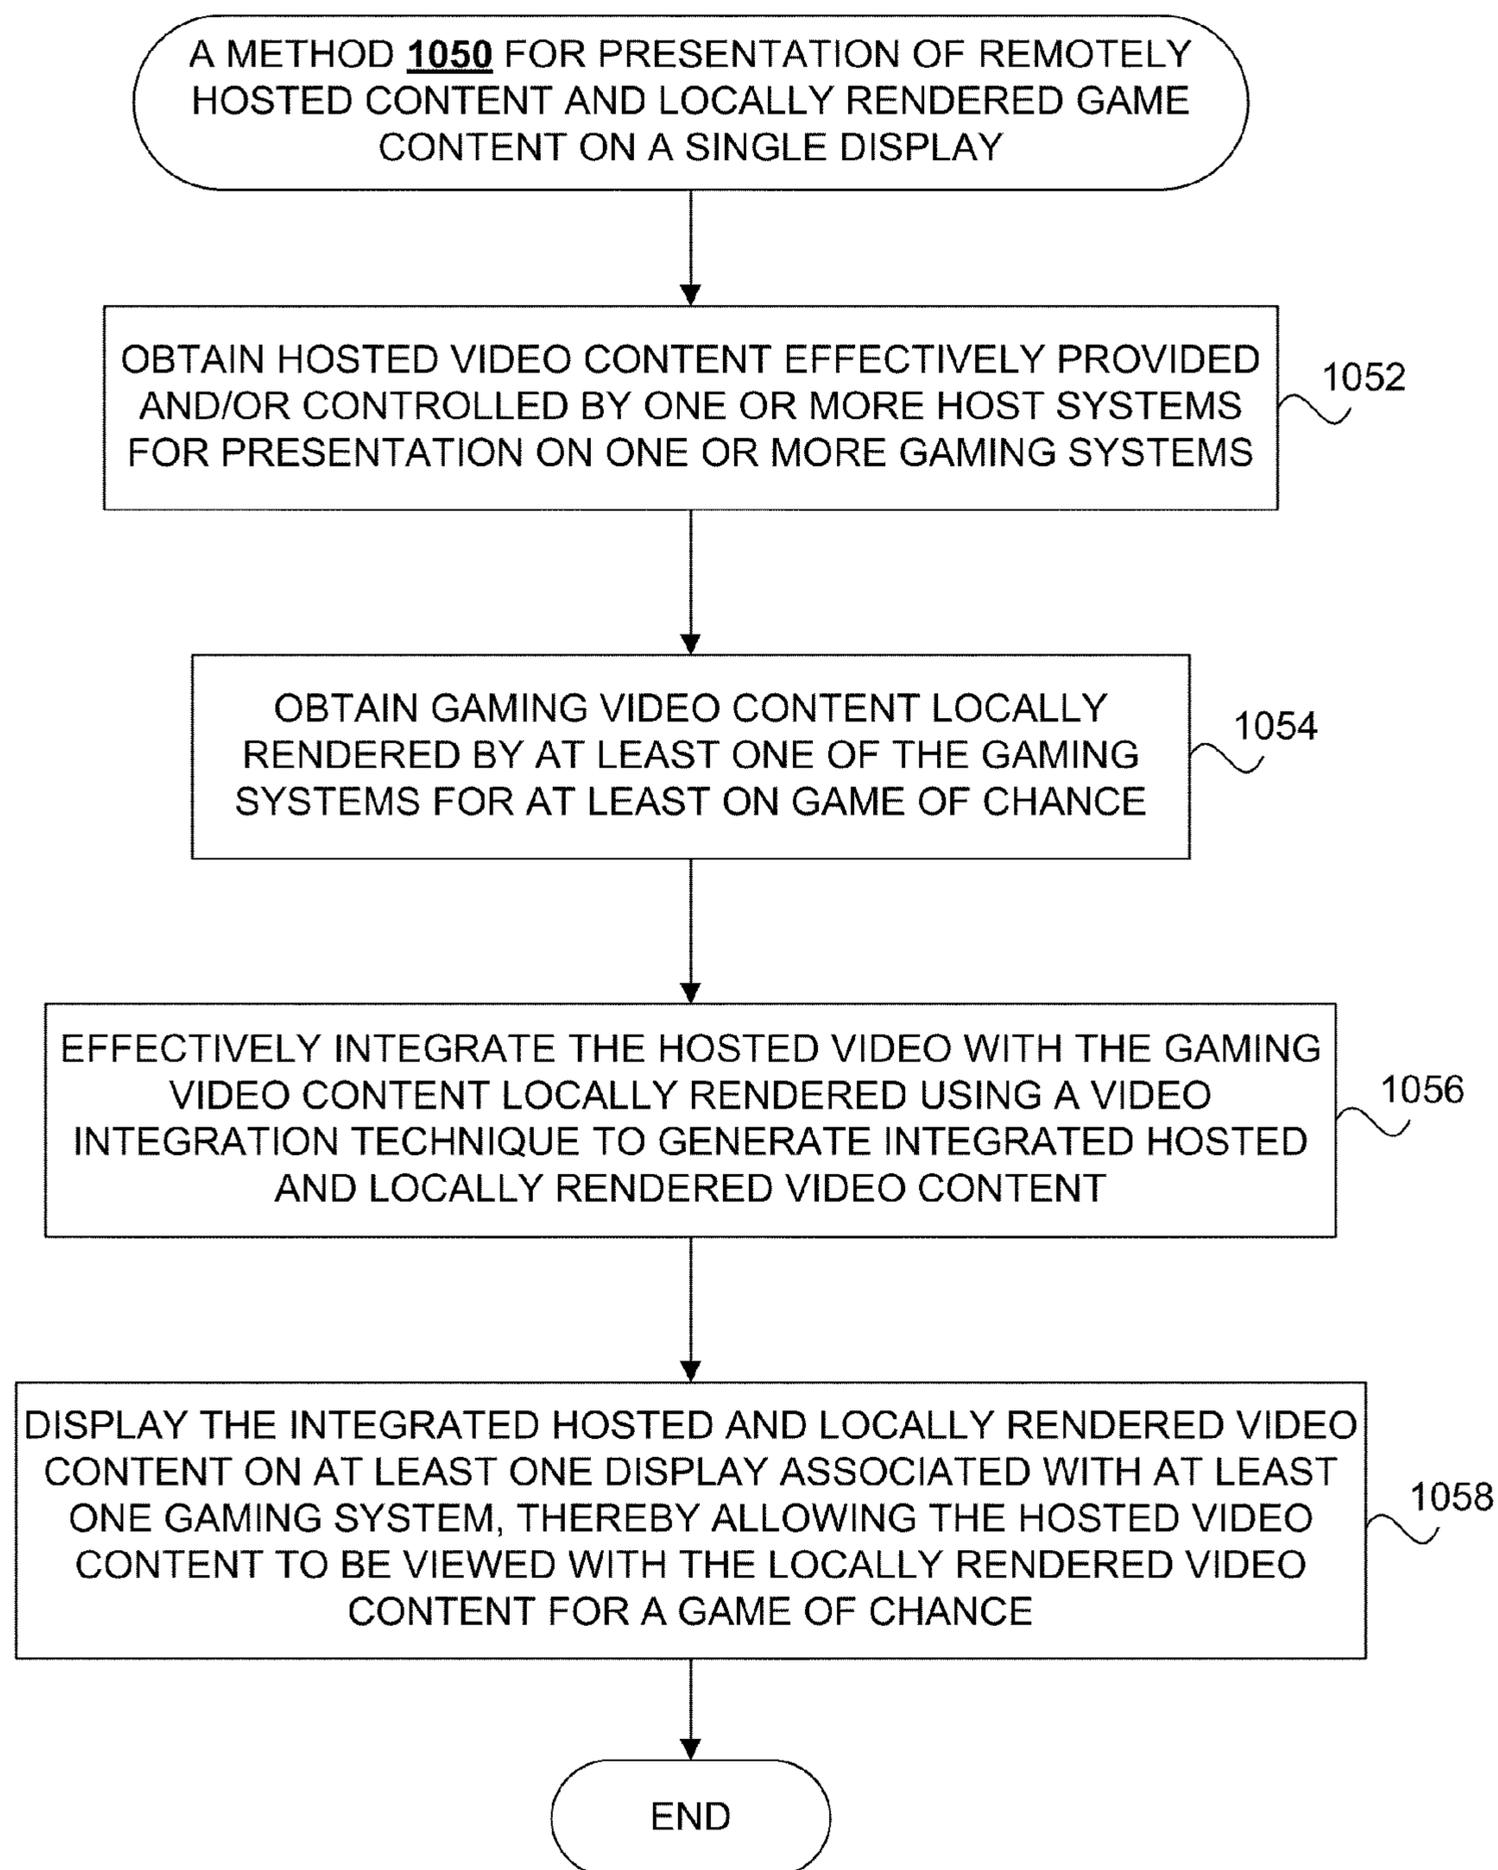 A METHOD 1050 FOR PRESENTATION OF REMOTELY
HOSTED CONTENT AND LOCALLY RENDERED GAME
CONTENT ON A SINGLE DISPLAY
OBTAIN HOSTED VIDEO CONTENT EFFECTIVELY PROVIDED
AND/OR CONTROLLED BY ONE OR MORE HOST SYSTEMS
FOR PRESENTATION ON ONE OR MORE GAMING SYSTEMS
1052
OBTAIN GAMING VIDEO CONTENT LOCALLY
RENDERED BY AT LEAST ONE OF THE GAMING
SYSTEMS FOR AT LEAST ON GAME OF CHANCE
1054
EFFECTIVELY INTEGRATE THE HOSTED VIDEO WITH THE GAMING
VIDEO CONTENT LOCALLY RENDERED USING A VIDEO
INTEGRATION TECHNIQUE TO GENERATE INTEGRATED HOSTED
AND LOCALLY RENDERED VIDEO CONTENT
1056
DISPLAY THE INTEGRATED HOSTED AND LOCALLY RENDERED VIDEO
CONTENT ON AT LEAST ONE DISPLAY ASSOCIATED WITH AT LEAST
ONE GAMING SYSTEM, THEREBY ALLOWING THE HOSTED VIDEO
CONTENT TO BE VIEWED WITH THE LOCALLY RENDERED VIDEO
CONTENT FOR A GAME OF CHANCE
1058
END